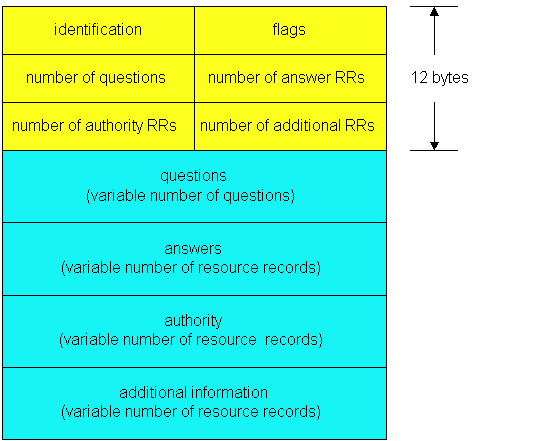 identification
flags
number of questions
number of answer RRs
12 bytes
number of authority RRs
number of additional RRs
questions
(variable number of questions)
answers
(variable number of resource records)
authority
(variable number of resource records)
additional information
(variable number of resource records)